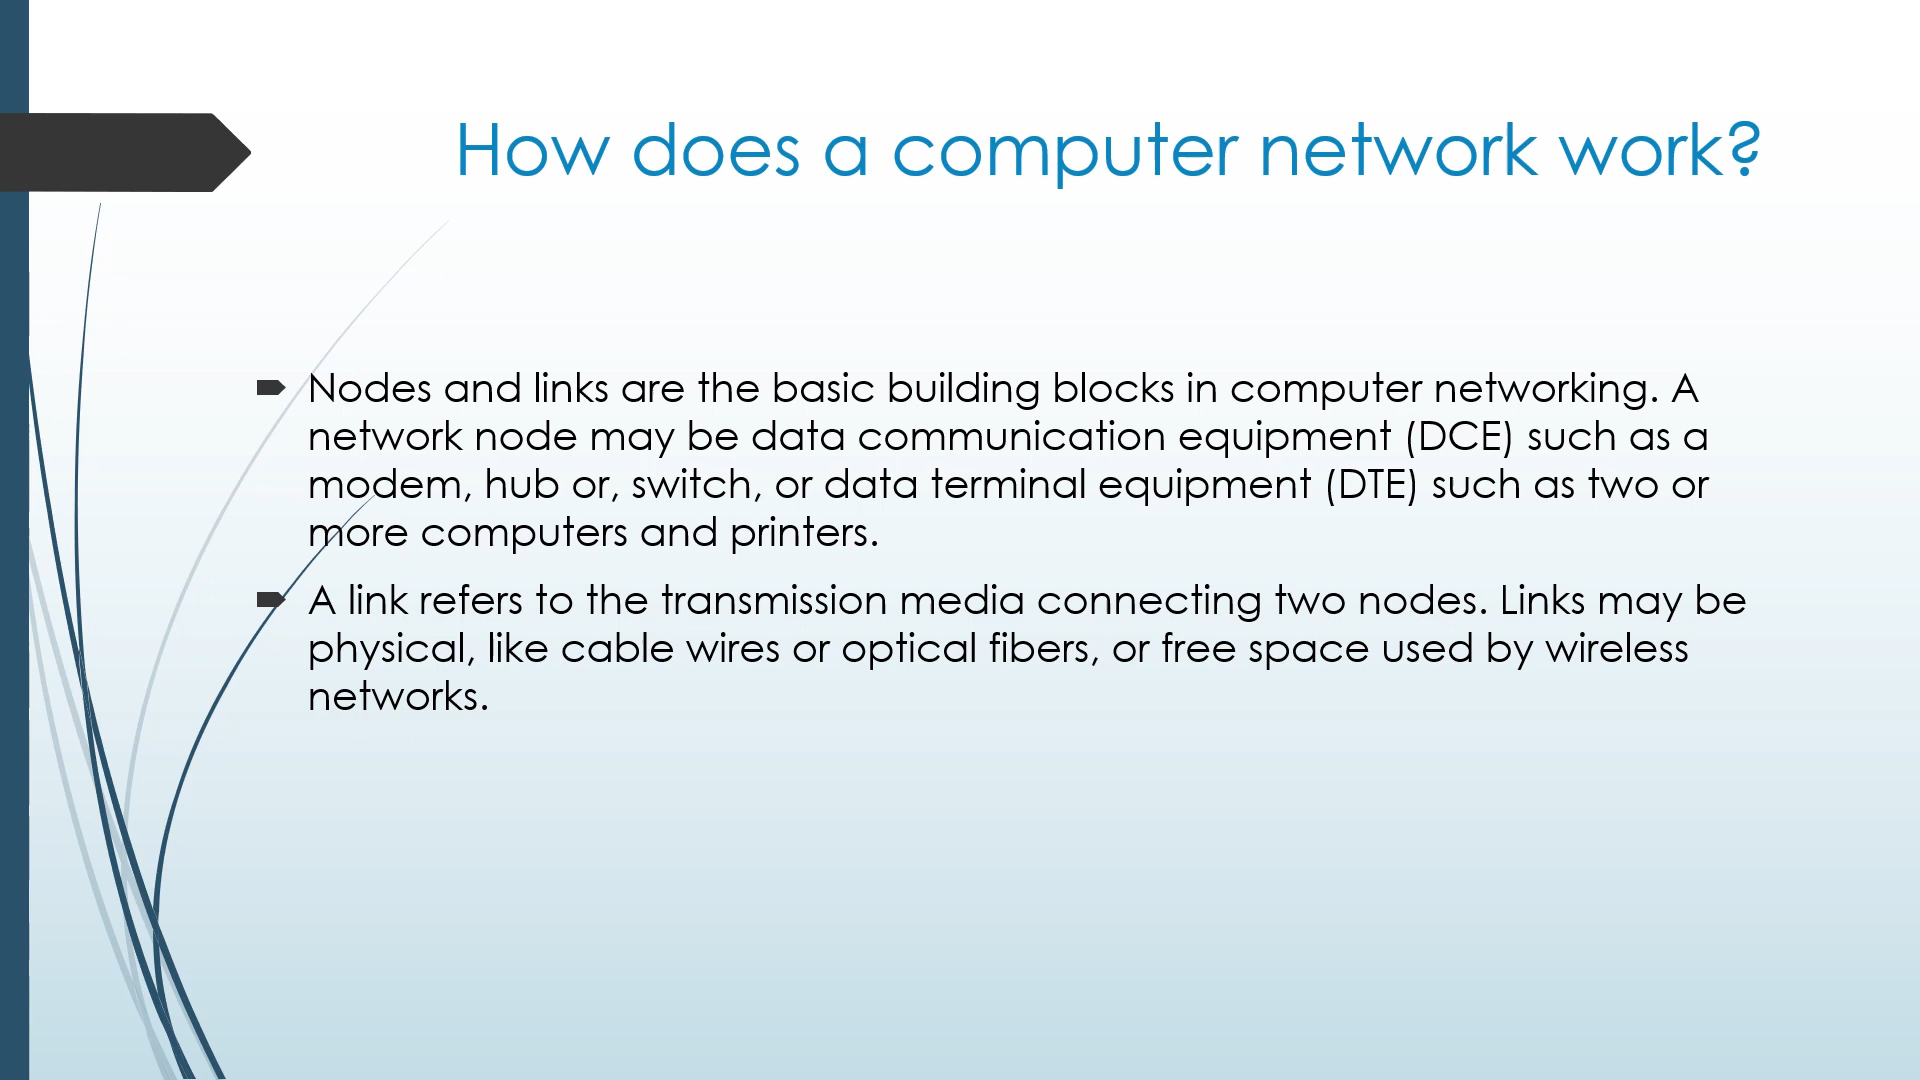 How does a computer network work?
Nodes and links are the basic building blocks in computer networking. A
network node may be data communication equipment (DCE) such as a
modem, hub or, switch, or data terminal equipment (DTE) such as two or
more computers and printers.
A link refers to the transmission media connecting two nodes. Links may be
physical, like cable wires or optical fibers, or free space used by wireless
networks.